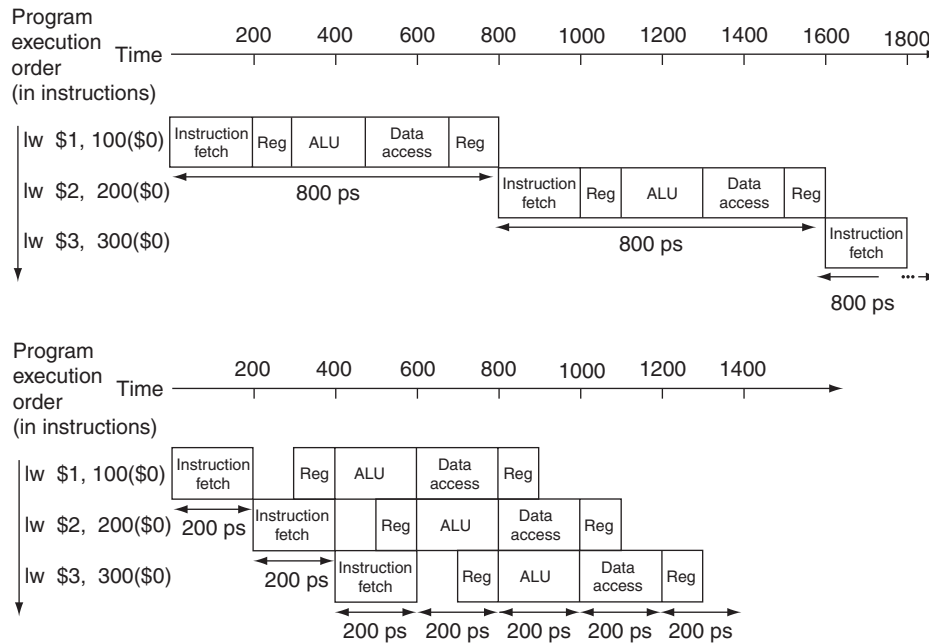 Program
execution
order
(in instructions)
Time
200 400 600 800 1000 1200 1400 1600 1800
lw $1, 100($0)
Instruction
fetch
Reg
ALU
Data
access
Reg
800 ps
lw $2, 200($0)
Instruction
fetch
Reg
ALU
Data
access
Reg
800 ps
lw $3, 300($0)
Instruction
fetch
...
800 ps
Program
execution
order
(in instructions)
Time
200 400 600 800 1000 1200 1400
lw $1, 100($0)
Instruction
fetch
Reg
ALU
Data
access
Reg
200 ps
lw $2, 200($0)
Instruction
fetch
Reg
ALU
Data
access
Reg
200 ps
lw $3, 300($0)
Instruction
fetch
Reg
ALU
Data
access
Reg
200 ps 200 ps 200 ps 200 ps 200 ps